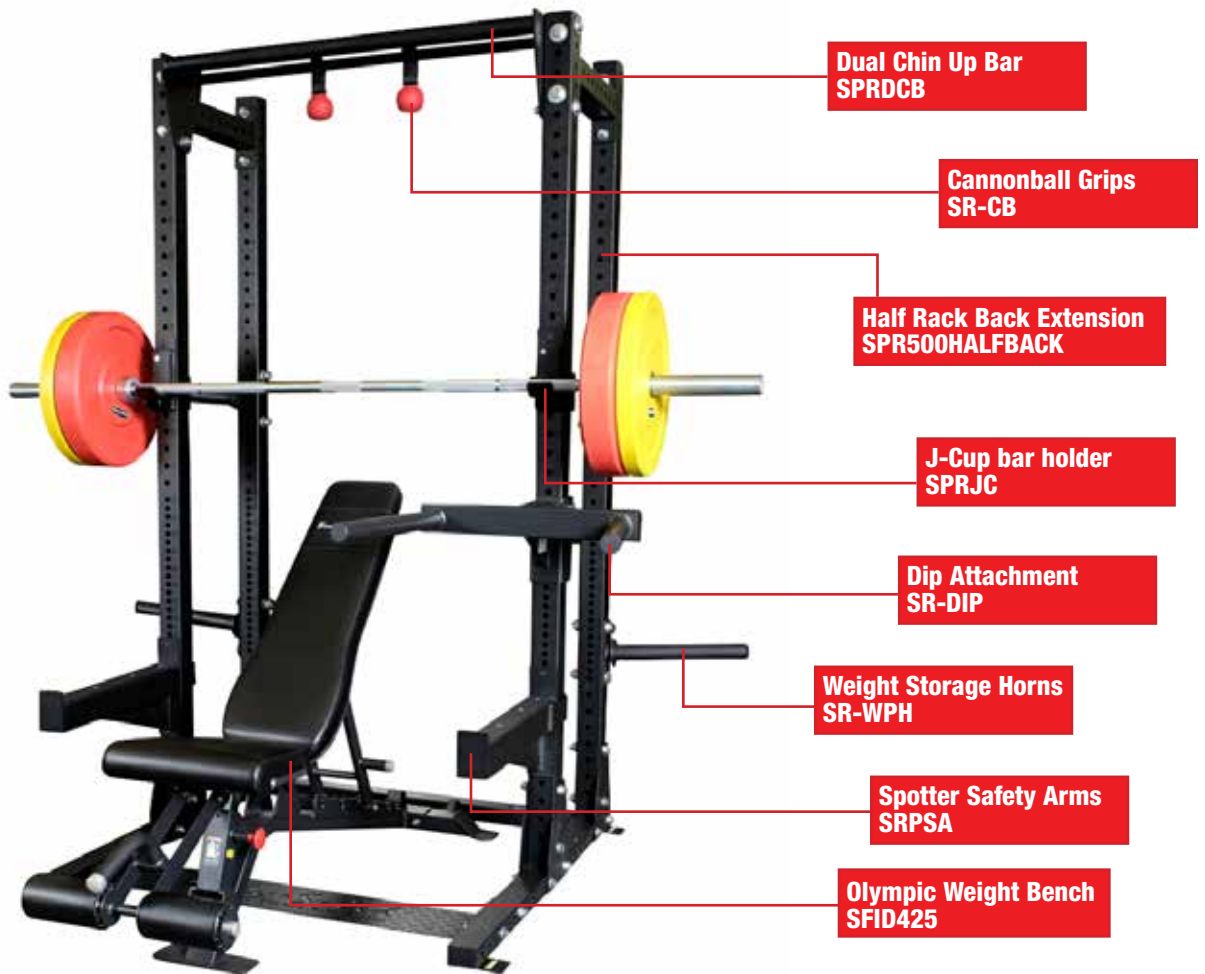 Dual Chin Up Bar
SPRDCB
Cannonball Grips
SR-CB
Half Rack Back Extension
SPR500HALFBACK
J-Cup bar holder
SPRJC
Dip Attachment
SR-DIP
Weight Storage Horns
SR-WPH
Spotter Safety Arms
SRPSA
Olympic Weight Bench
SFID425